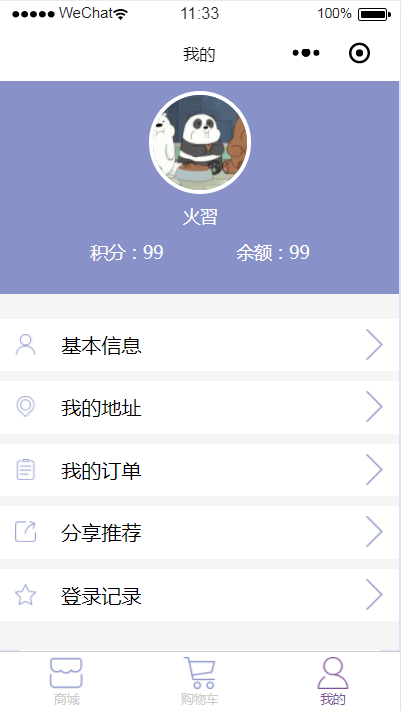 WeChat 11:33 100%
我的
火習
积分：99 余额：99
基本信息
我的地址
我的订单
分享推荐
登录记录
商城 购物车 我的